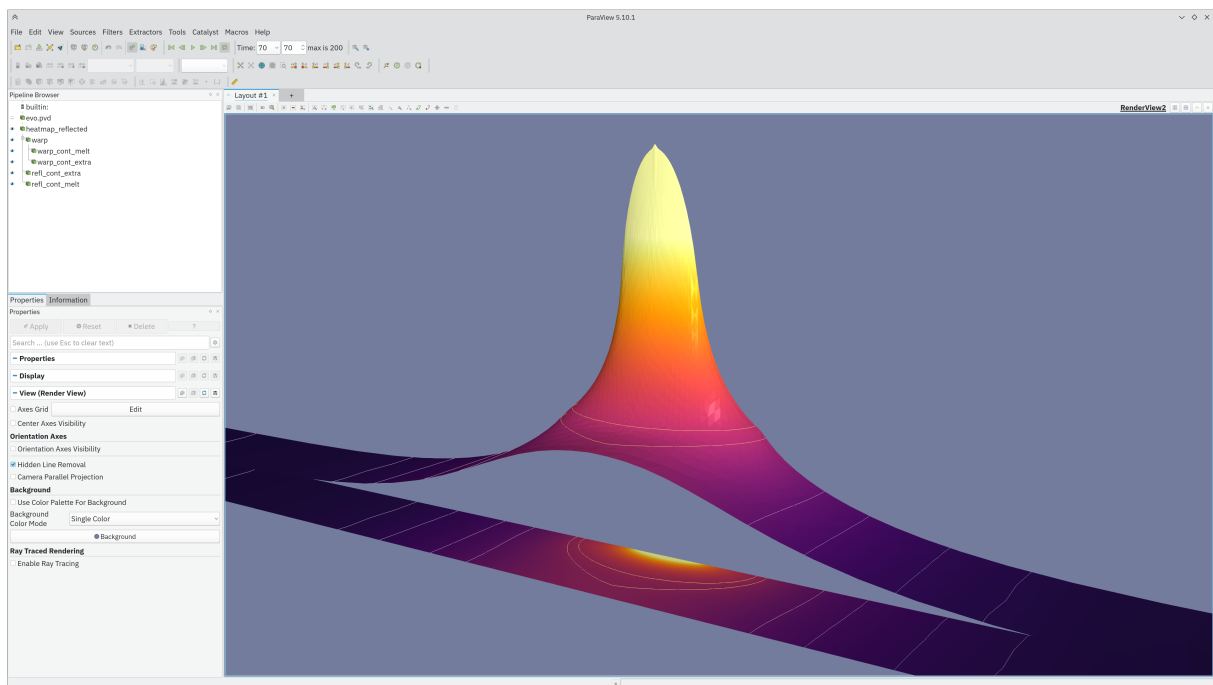 ParaView 5.10.1
File Edit View Sources Filters Extractors Tools Catalyst Macros Help
Time: 70 70 max is 200
Pipeline Browser
Layout #1 +
builtin:
RenderView2
evo.pvd
heatmap_reflected
warp
warp_cont_melt
warp_cont_extra
refl_cont_extra
refl_cont_melt
Properties Information
Properties
Apply Reset Delete ?
Search ... (use Esc to clear text)
Properties
Display
View (Render View)
Axes Grid Edit
Center Axes Visibility
Orientation Axes
Orientation Axes Visibility
Hidden Line Removal
Camera Parallel Projection
Background
Use Color Palette For Background
Background
Color Mode Single Color
Background
Ray Traced Rendering
Enable Ray Tracing